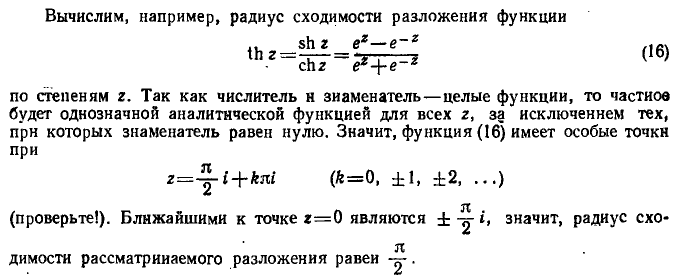 Вычислим, например, радиус сходимости разложения функции
th z = sh z / ch z = (e^z − e^−z) / (e^z + e^−z) (16)
по степеням z. Так как числитель и знаменатель — целые функции, то частное
будет однозначной аналитической функцией для всех z, за исключением тех,
при которых знаменатель равен нулю. Значит, функция (16) имеет особые точки
при
z = π/2 i + kπi (k = 0, ±1, ±2, ...)
(проверьте!). Ближайшими к точке z = 0 являются ± π/2 i, значит, радиус схо-
димости рассматриваемого разложения равен π/2.